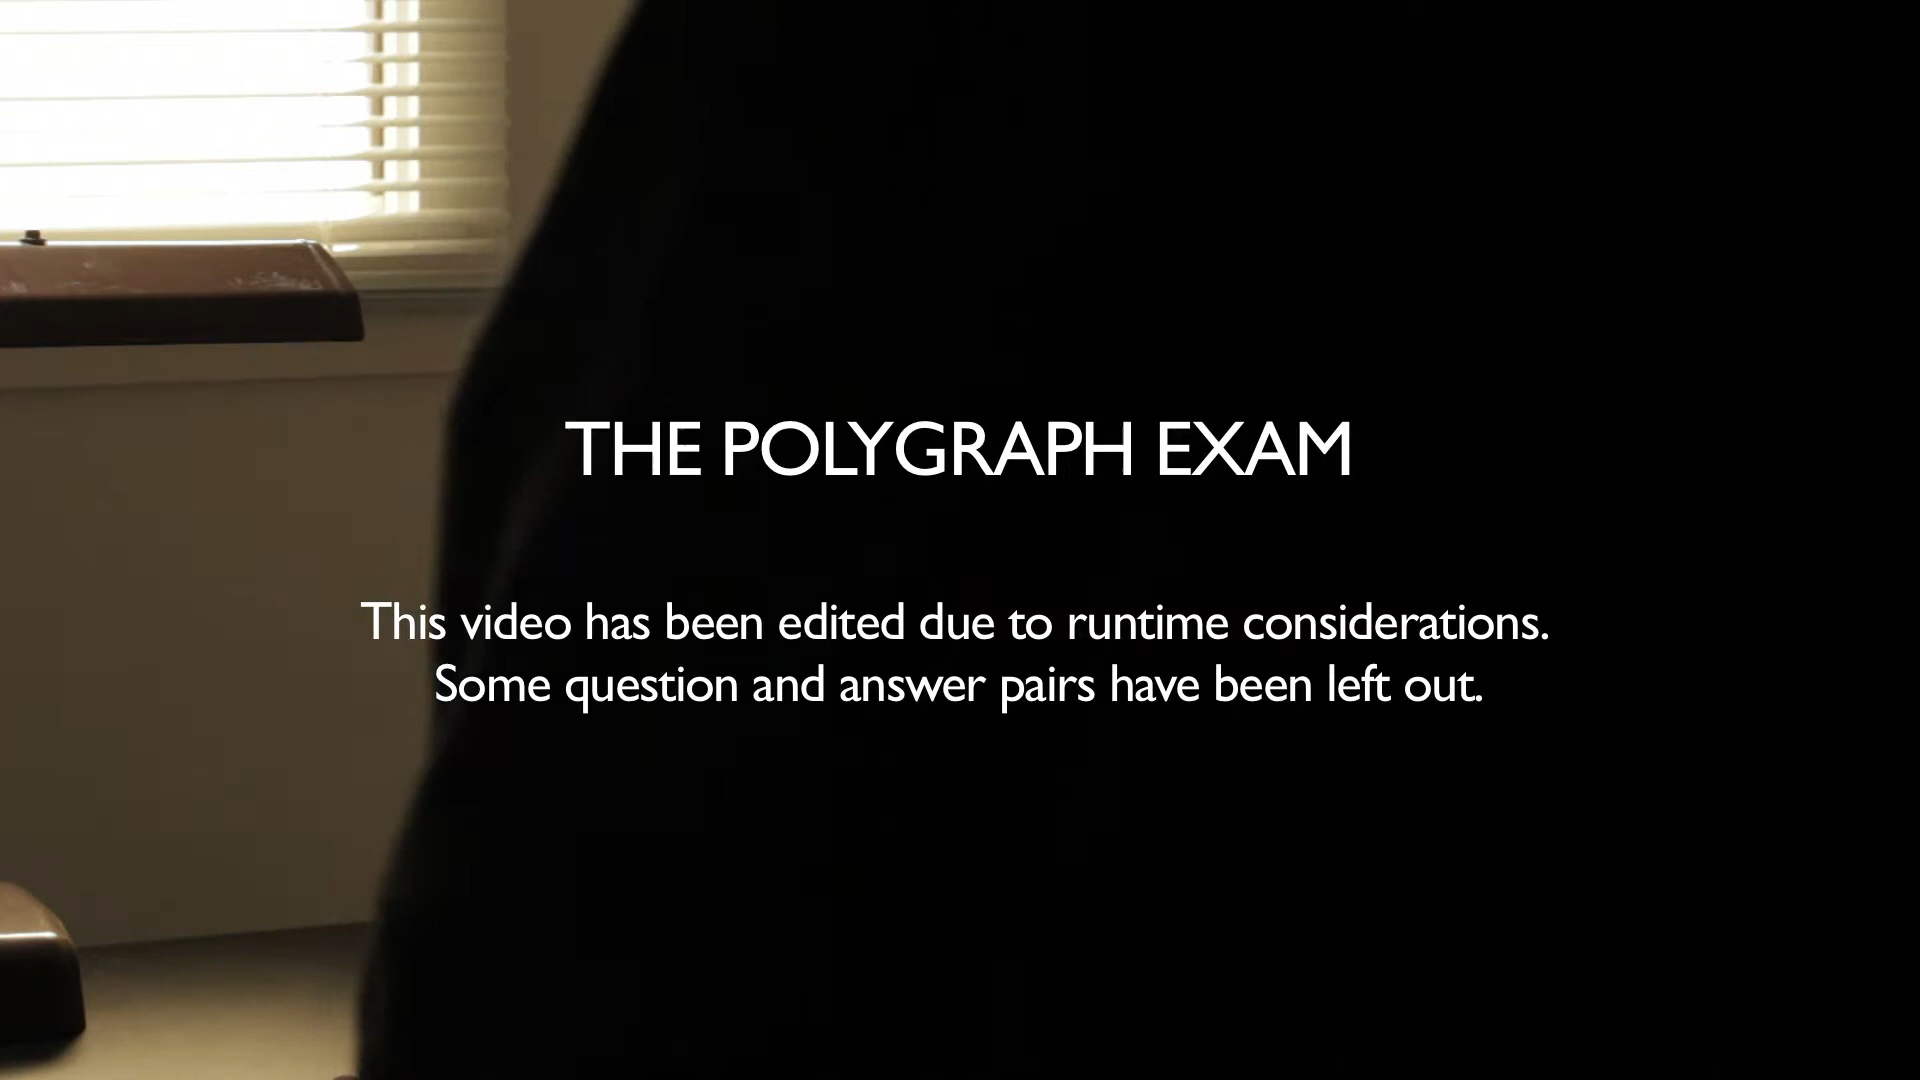 THE POLYGRAPH EXAM
This video has been edited due to runtime considerations.
Some question and answer pairs have been left out.